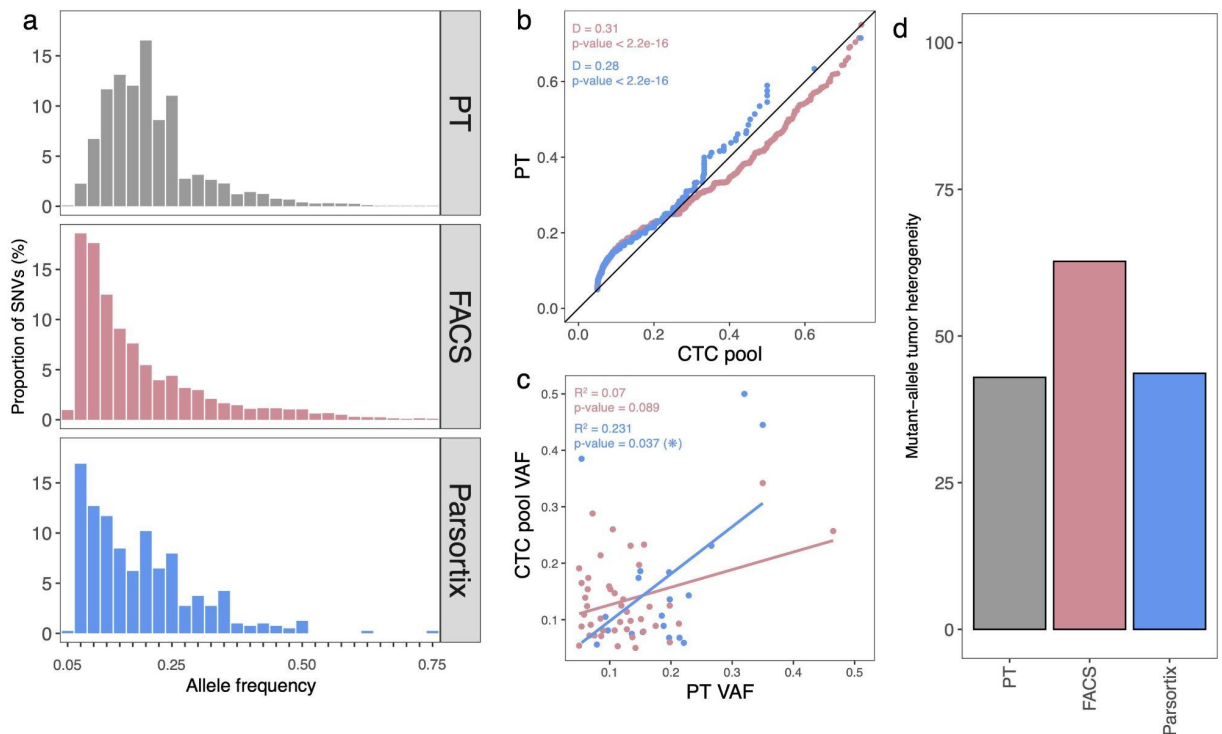 a
Proportion of SNVs (%)
15
10
5
0
PT
15
10
5
0
FACS
15
10
5
0
Parsortix
0.05
0.25
0.50
0.75
Allele frequency
b
D = 0.31
p-value < 2.2e-16
D = 0.28
p-value < 2.2e-16
PT
0.6
0.4
0.2
0.0
0.0
0.2
0.4
0.6
CTC pool
c
R² = 0.07
p-value = 0.089
R² = 0.231
p-value = 0.037 (✳)
CTC pool VAF
0.5
0.4
0.3
0.2
0.1
0.1
0.2
0.3
0.4
0.5
PT VAF
d
Mutant−allele tumor heterogeneity
100
75
50
25
0
PT
FACS
Parsortix